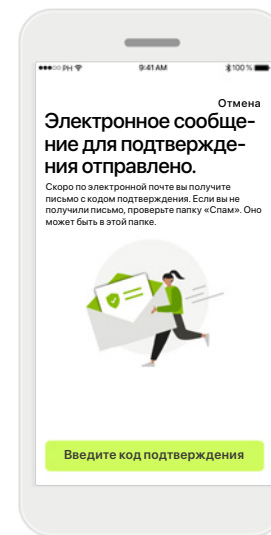 ●●●○○ PH 9:41 AM 100 %
Отмена
Электронное сообще-
ние для подтвержде-
ния отправлено.
Скоро по электронной почте вы получите
письмо с кодом подтверждения. Если вы не
получили письмо, проверьте папку «Спам». Оно
может быть в этой папке.
Введите код подтверждения